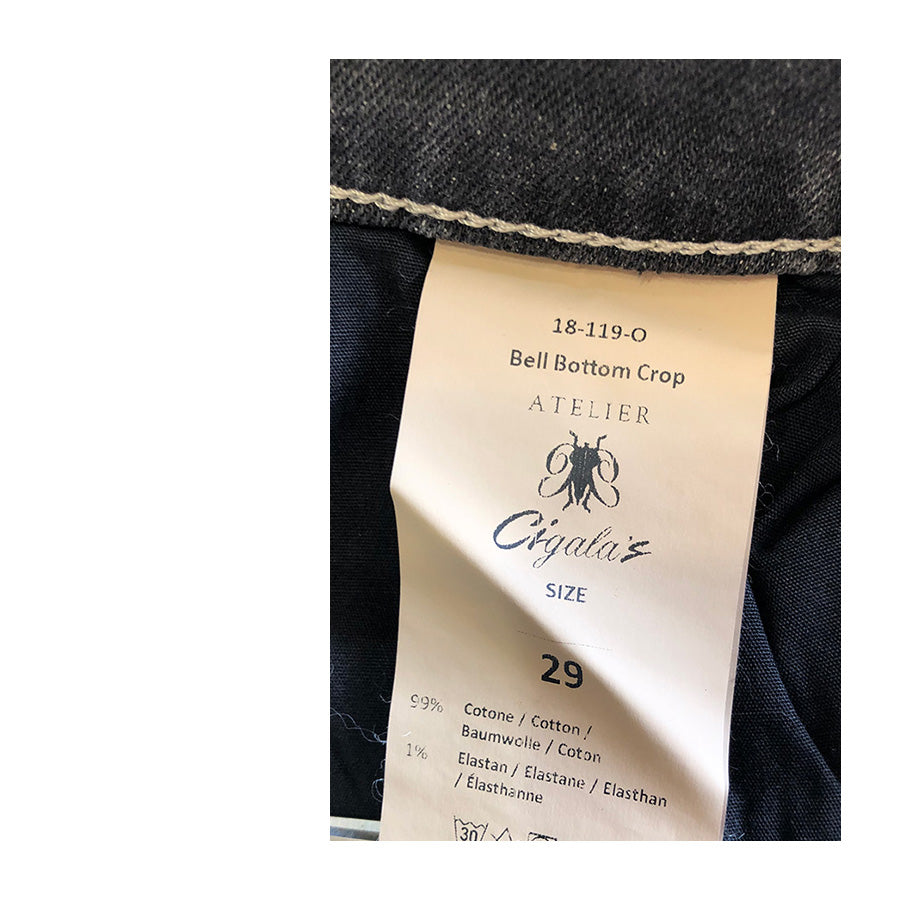 18-119-O
Bell Bottom Crop
ATELIER
Cigala's
SIZE
29
99% Cotone / Cotton /
Baumwolle / Coton
1% Elastan / Elastane / Elasthan
/ Élasthanne
30